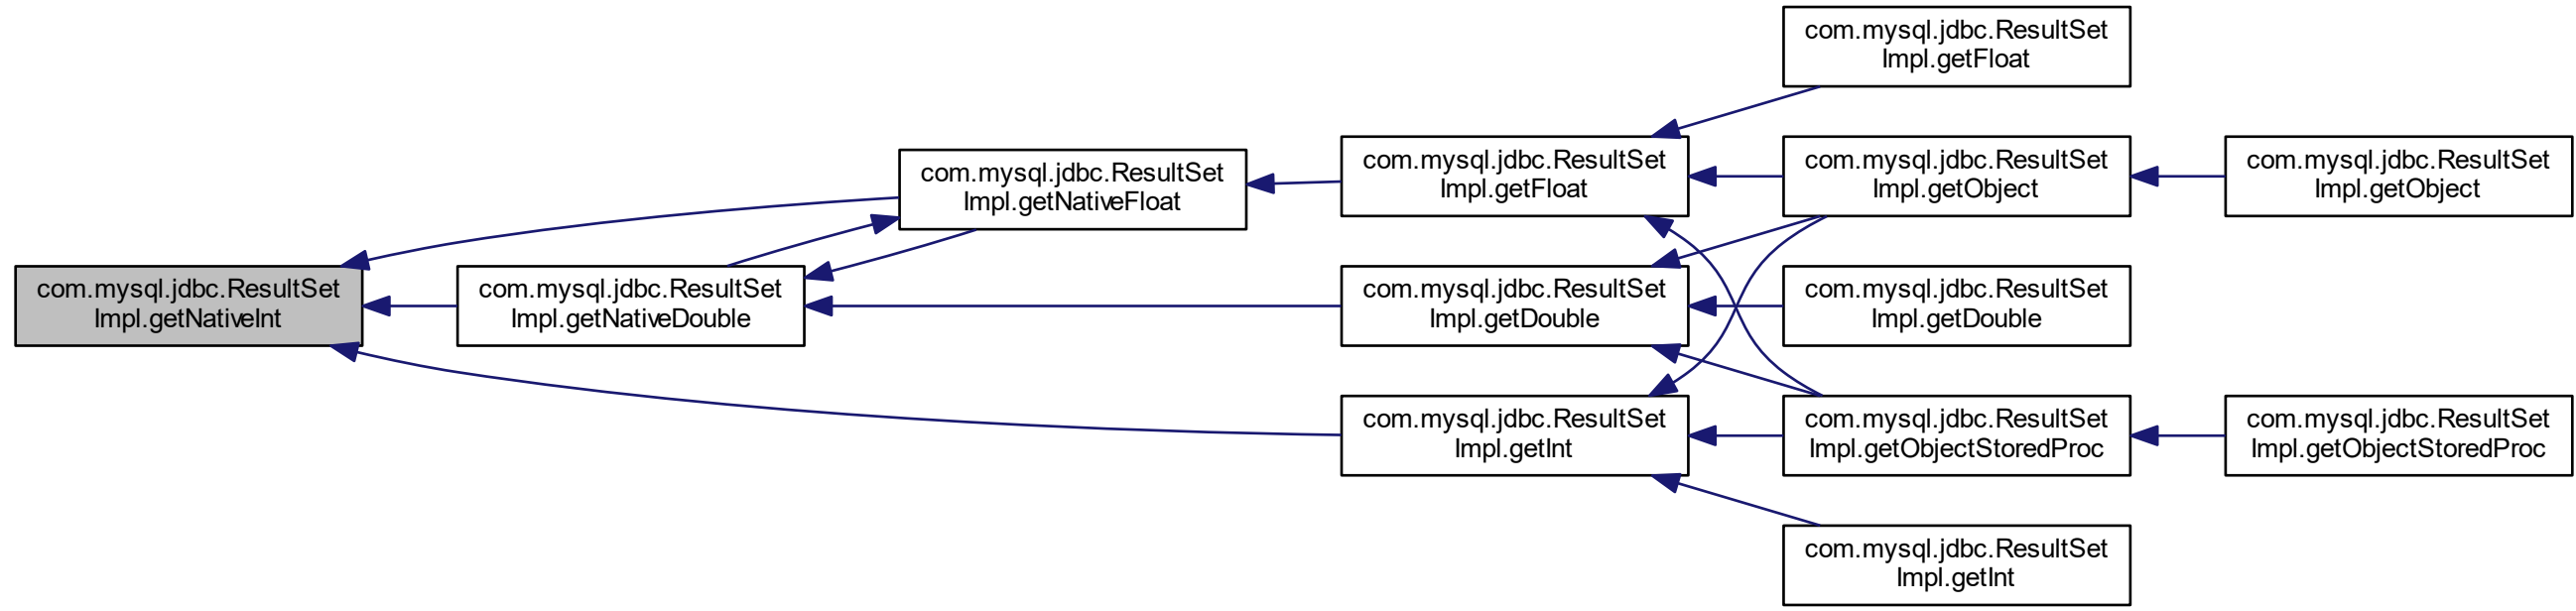 com.mysql.jdbc.ResultSet
Impl.getNativeInt
com.mysql.jdbc.ResultSet
Impl.getNativeDouble
com.mysql.jdbc.ResultSet
Impl.getNativeFloat
com.mysql.jdbc.ResultSet
Impl.getFloat
com.mysql.jdbc.ResultSet
Impl.getDouble
com.mysql.jdbc.ResultSet
Impl.getInt
com.mysql.jdbc.ResultSet
Impl.getFloat
com.mysql.jdbc.ResultSet
Impl.getObject
com.mysql.jdbc.ResultSet
Impl.getDouble
com.mysql.jdbc.ResultSet
Impl.getObjectStoredProc
com.mysql.jdbc.ResultSet
Impl.getInt
com.mysql.jdbc.ResultSet
Impl.getObject
com.mysql.jdbc.ResultSet
Impl.getObjectStoredProc